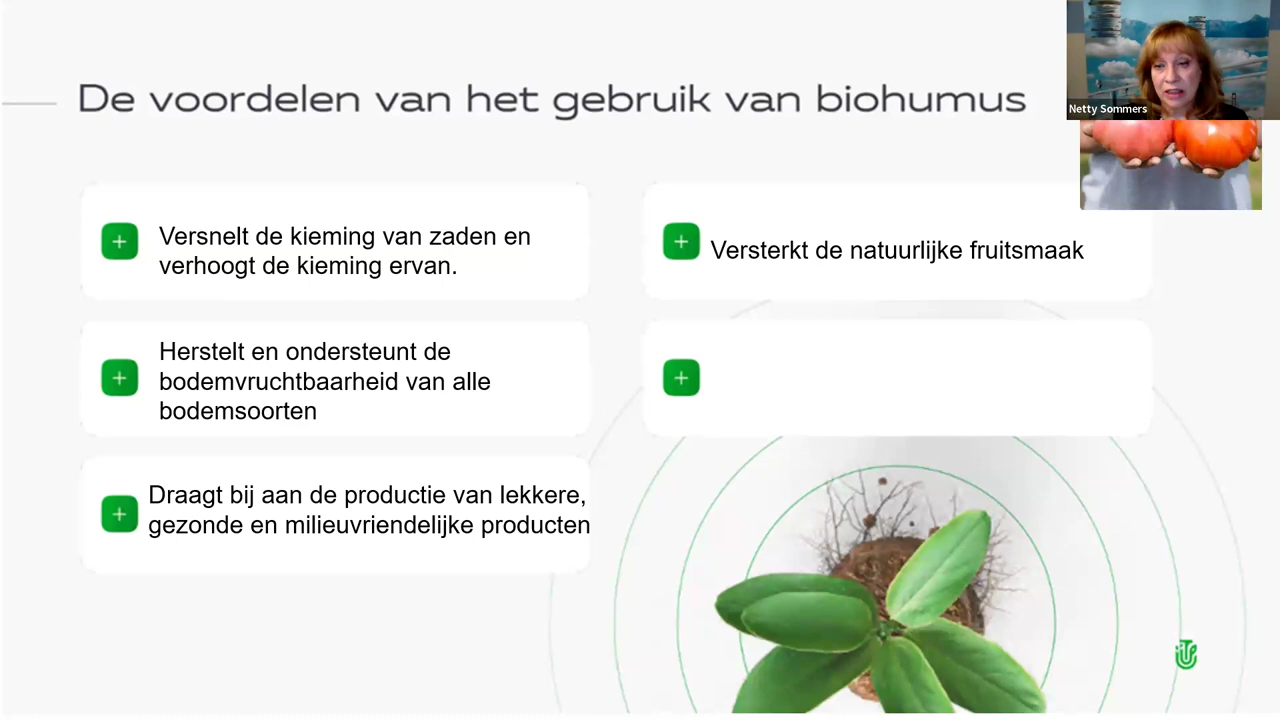 De voordelen van het gebruik van biohumus
Netty Sommers
Versnelt de kieming van zaden en
verhoogt de kieming ervan.
Herstelt en ondersteunt de
bodemvruchtbaarheid van alle
bodemsoorten
Draagt bij aan de productie van lekkere,
gezonde en milieuvriendelijke producten
Versterkt de natuurlijke fruitsmaak